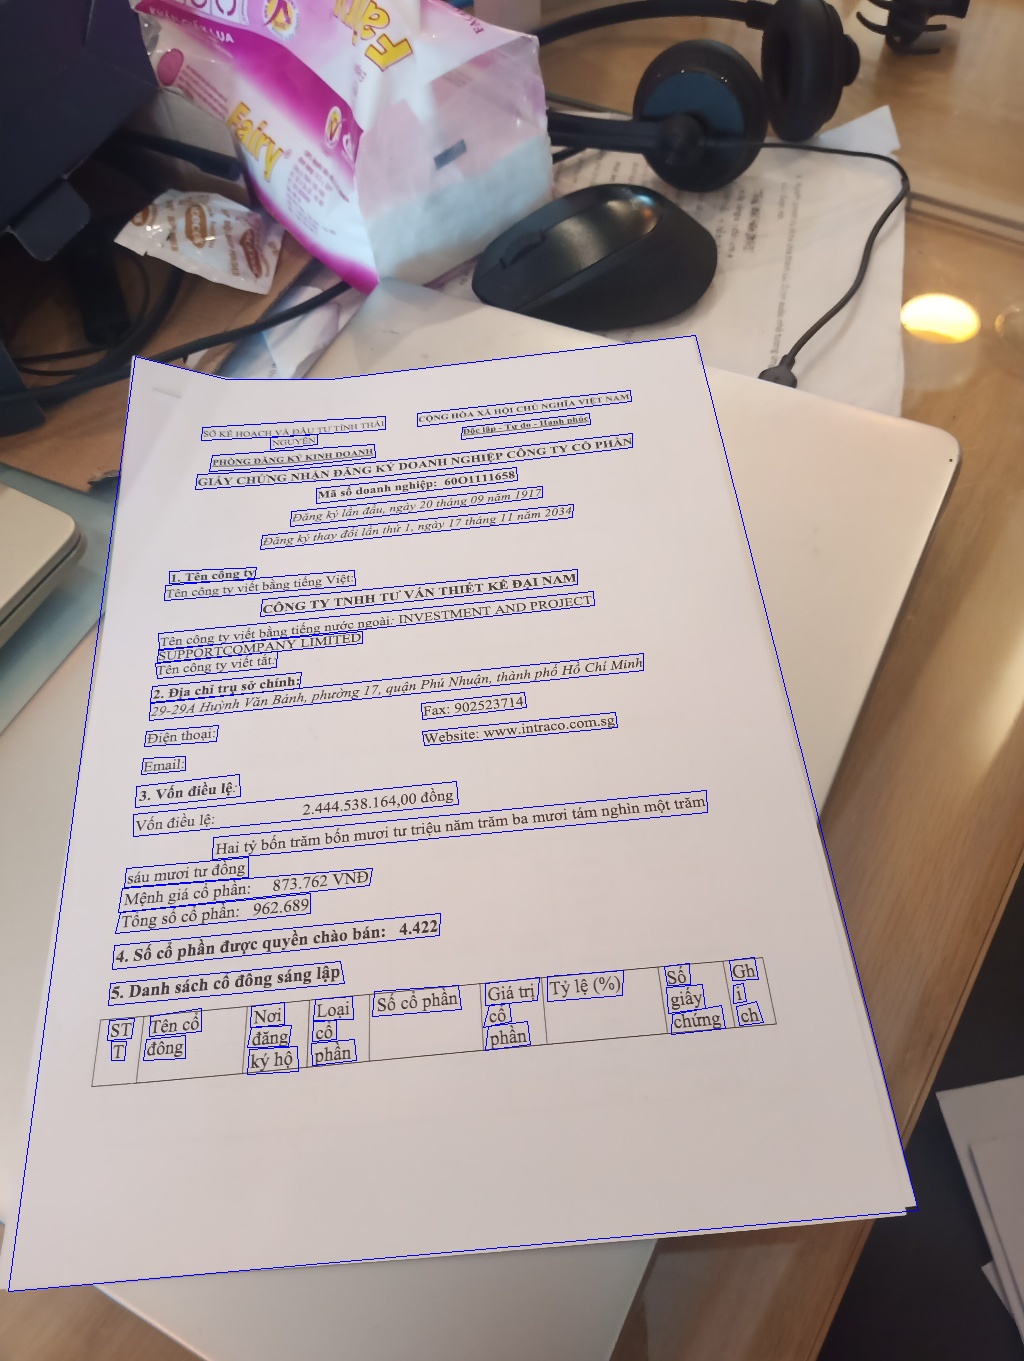 Fairy
Fairy
SỞ KẾ HOẠCH VÀ ĐẦU TƯ TỈNH THÁI
NGUYÊN
PHÒNG ĐĂNG KÝ KINH DOANH
CỘNG HÒA XÃ HỘI CHỦ NGHĨA VIỆT NAM
Độc lập - Tự do - Hạnh phúc
GIẤY CHỨNG NHẬN ĐĂNG KÝ DOANH NGHIỆP CÔNG TY CỔ PHẦN
Mã số doanh nghiệp: 60O1111658
Đăng ký lần đầu, ngày 20 tháng 09 năm 1917
Đăng ký thay đổi lần thứ 1, ngày 17 tháng 11 năm 2034
1. Tên công ty
Tên công ty viết bằng tiếng Việt:
CÔNG TY TNHH TƯ VẤN THIẾT KẾ ĐẠI NAM
Tên công ty viết bằng tiếng nước ngoài: INVESTMENT AND PROJECT
SUPPORTCOMPANY LIMITED
Tên công ty viết tắt:
2. Địa chỉ trụ sở chính:
29-29A Huỳnh Văn Bánh, phường 17, quận Phú Nhuận, thành phố Hồ Chí Minh
Điện thoại:
Fax: 902523714
Email:
Website: www.intraco.com.sg
3. Vốn điều lệ:
Vốn điều lệ: 2.444.538.164,00 đồng
Hai tỷ bốn trăm bốn mươi tư triệu năm trăm ba mươi tám nghìn một trăm
sáu mươi tư đồng
Mệnh giá cổ phần: 873.762 VNĐ
Tổng số cổ phần: 962.689
4. Số cổ phần được quyền chào bán: 4.422
5. Danh sách cổ đông sáng lập
ST
T
Tên cổ
đông
Nơi
đăng
ký hộ
Loại
cổ
phần
Số cổ phần
Giá trị
cổ
phần
Tỷ lệ (%)
Số
giấy
chứng
Gh
i
ch